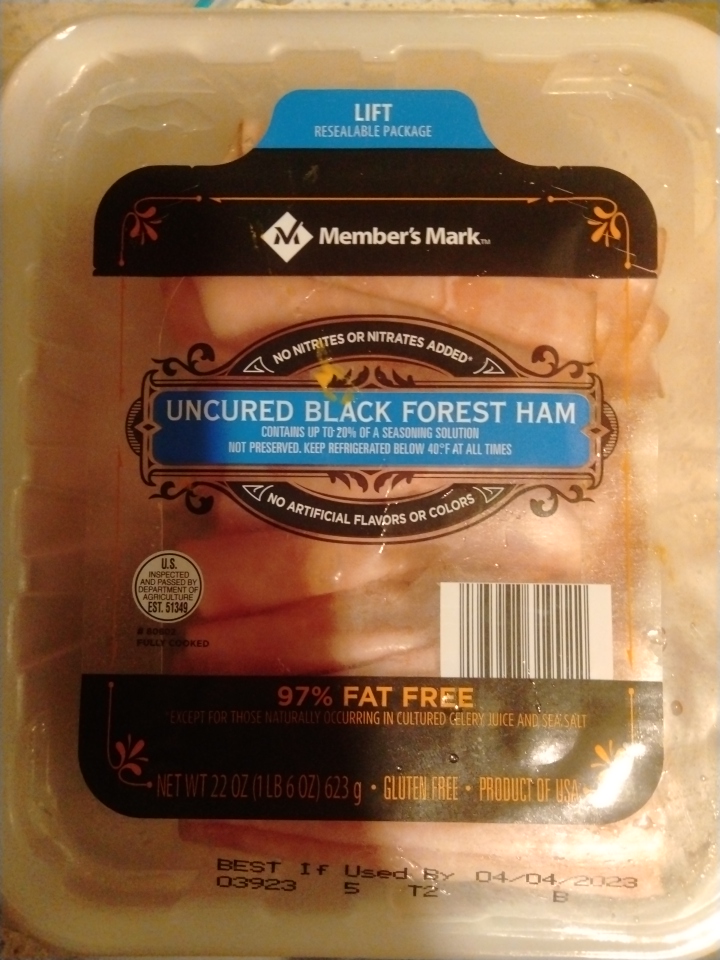 LIFT
RESEALABLE PACKAGE
Member's Mark™
NO NITRITES OR NITRATES ADDED*
UNCURED BLACK FOREST HAM
CONTAINS UP TO 20% OF A SEASONING SOLUTION
NOT PRESERVED. KEEP REFRIGERATED BELOW 40°F AT ALL TIMES
NO ARTIFICIAL FLAVORS OR COLORS
U.S.
INSPECTED
AND PASSED BY
DEPARTMENT OF
AGRICULTURE
EST. 51349
FULLY COOKED
97% FAT FREE
*EXCEPT FOR THOSE NATURALLY OCCURRING IN CULTURED CELERY JUICE AND SEA SALT
NET WT 22 OZ (1 LB 6 OZ) 623 g • GLUTEN FREE • PRODUCT OF USA
BEST If Used By 04/04/2023
03923 5 T2 B